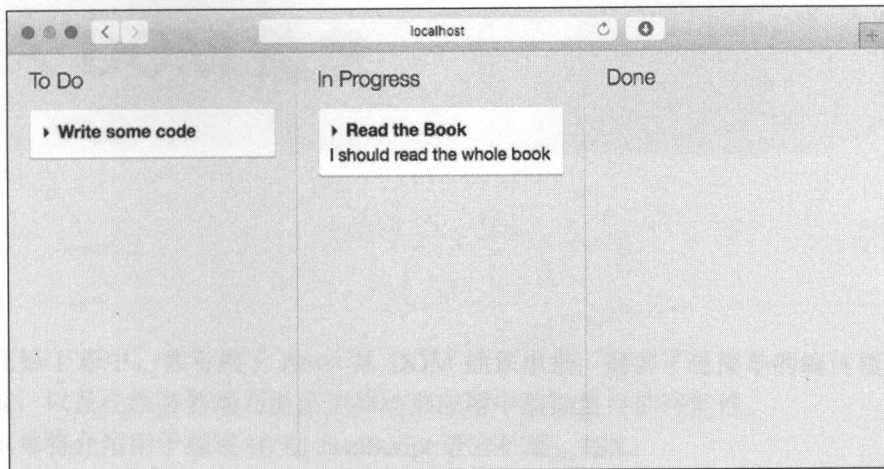 localhost
To Do
In Progress
Done
Write some code
Read the Book
I should read the whole book